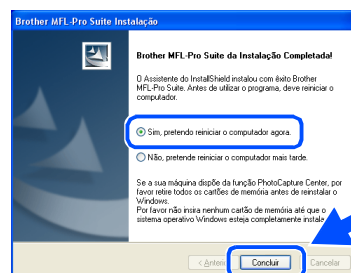 Brother MFL-Pro Suite Instalação
Brother MFL-Pro Suite da Instalação Completada!
O Assistente do InstallShield instalou com êxito Brother
MFL-Pro Suite. Antes de utilizar o programa, deve reiniciar o
computador.
Sim, pretendo reiniciar o computador agora.
Não, pretende reiniciar o computador mais tarde.
Se a sua máquina dispõe da função PhotoCapture Center, por
favor retire todos os cartões de memória antes de reinstalar o
Windows.
Por favor não insira nenhum cartão de memória até que o
sistema operativo Windows esteja completamente
< Concluir Cancelar